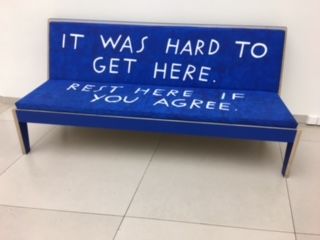 IT WAS HARD TO
GET HERE.
REST HERE IF
YOU AGREE.